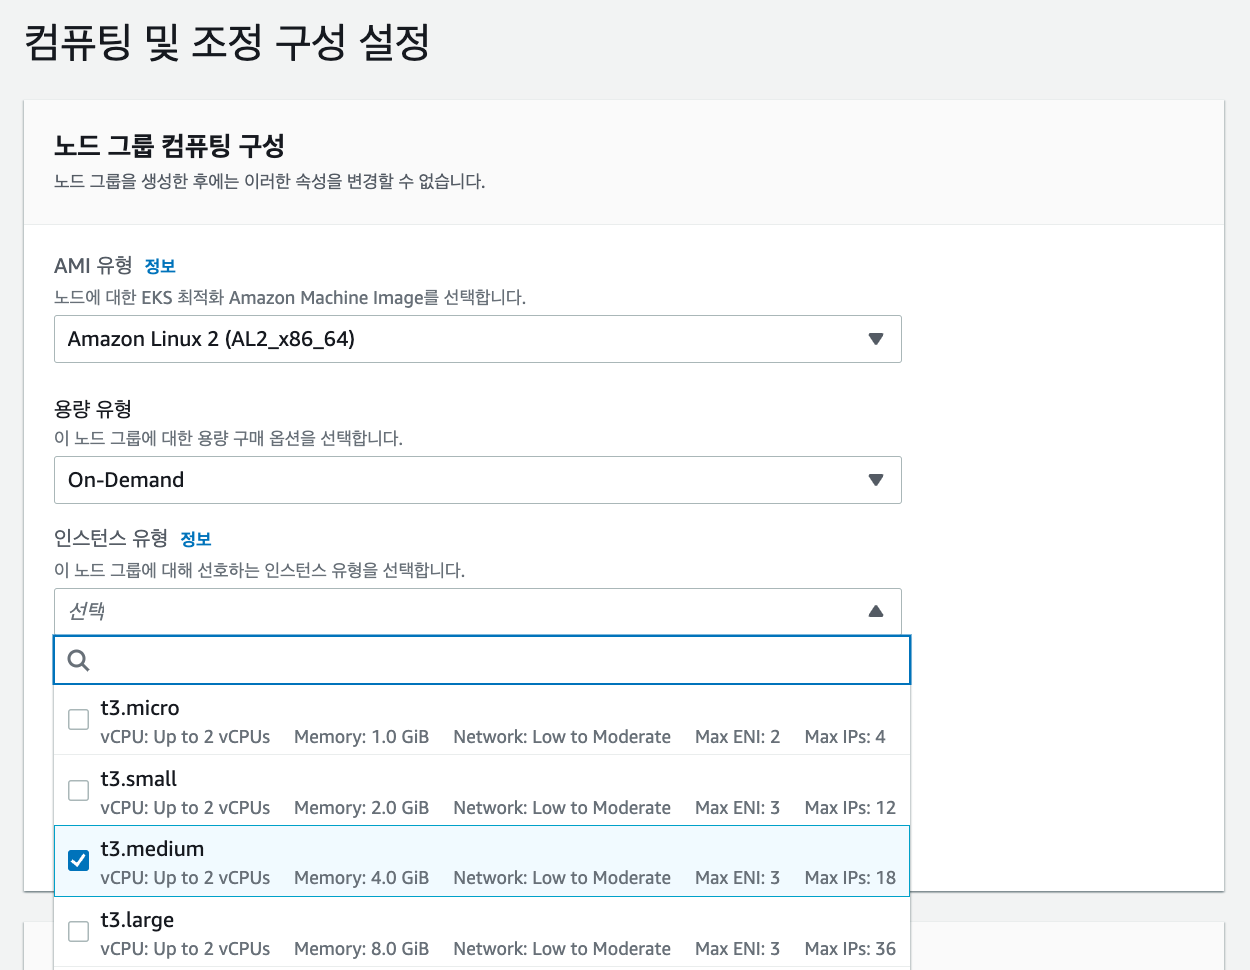 컴퓨팅 및 조정 구성 설정
노드 그룹 컴퓨팅 구성
노드 그룹을 생성한 후에는 이러한 속성을 변경할 수 없습니다.
AMI 유형 정보
노드에 대한 EKS 최적화 Amazon Machine Image를 선택합니다.
Amazon Linux 2 (AL2_x86_64)
용량 유형
이 노드 그룹에 대한 용량 구매 옵션을 선택합니다.
On-Demand
인스턴스 유형 정보
이 노드 그룹에 대해 선호하는 인스턴스 유형을 선택합니다.
선택
t3.micro
vCPU: Up to 2 vCPUs Memory: 1.0 GiB Network: Low to Moderate Max ENI: 2 Max IPs: 4
t3.small
vCPU: Up to 2 vCPUs Memory: 2.0 GiB Network: Low to Moderate Max ENI: 3 Max IPs: 12
t3.medium
vCPU: Up to 2 vCPUs Memory: 4.0 GiB Network: Low to Moderate Max ENI: 3 Max IPs: 18
t3.large
vCPU: Up to 2 vCPUs Memory: 8.0 GiB Network: Low to Moderate Max ENI: 3 Max IPs: 36